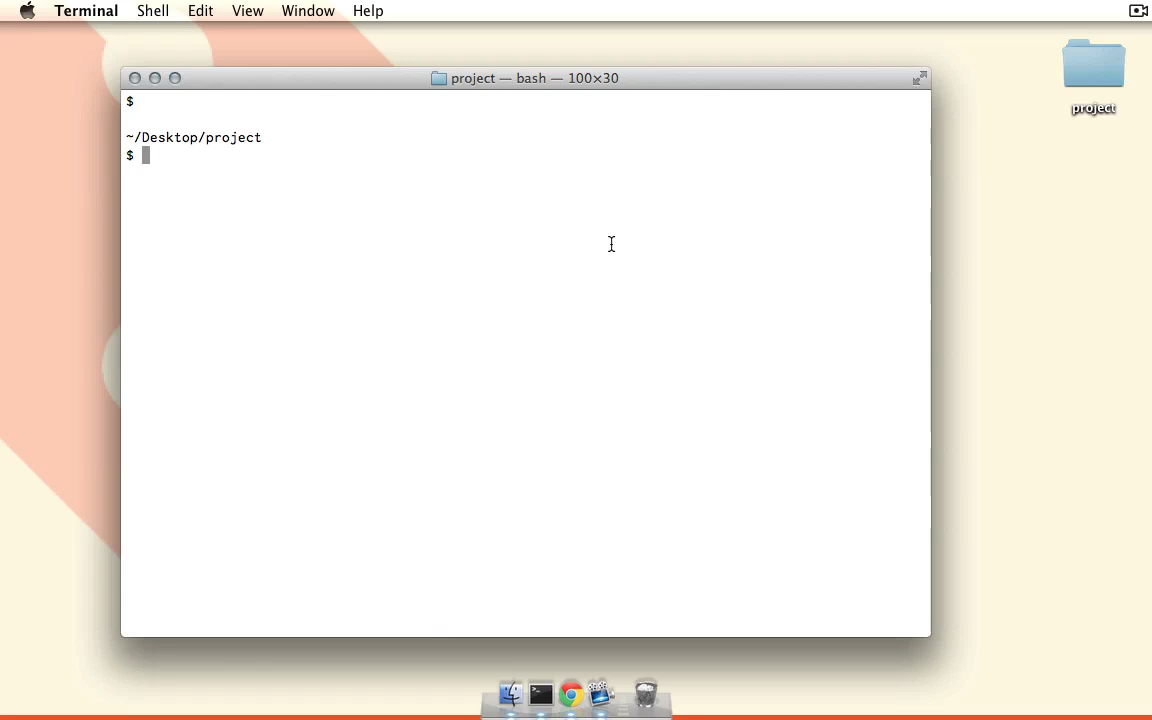 Terminal Shell Edit View Window Help
project — bash — 100×30
$
~/Desktop/project
$
project